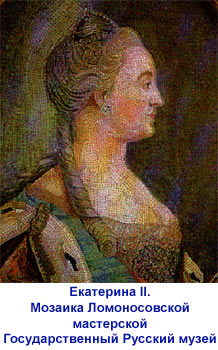 Екатерина II.
Мозаика Ломоносовской
мастерской
Государственный Русский музей